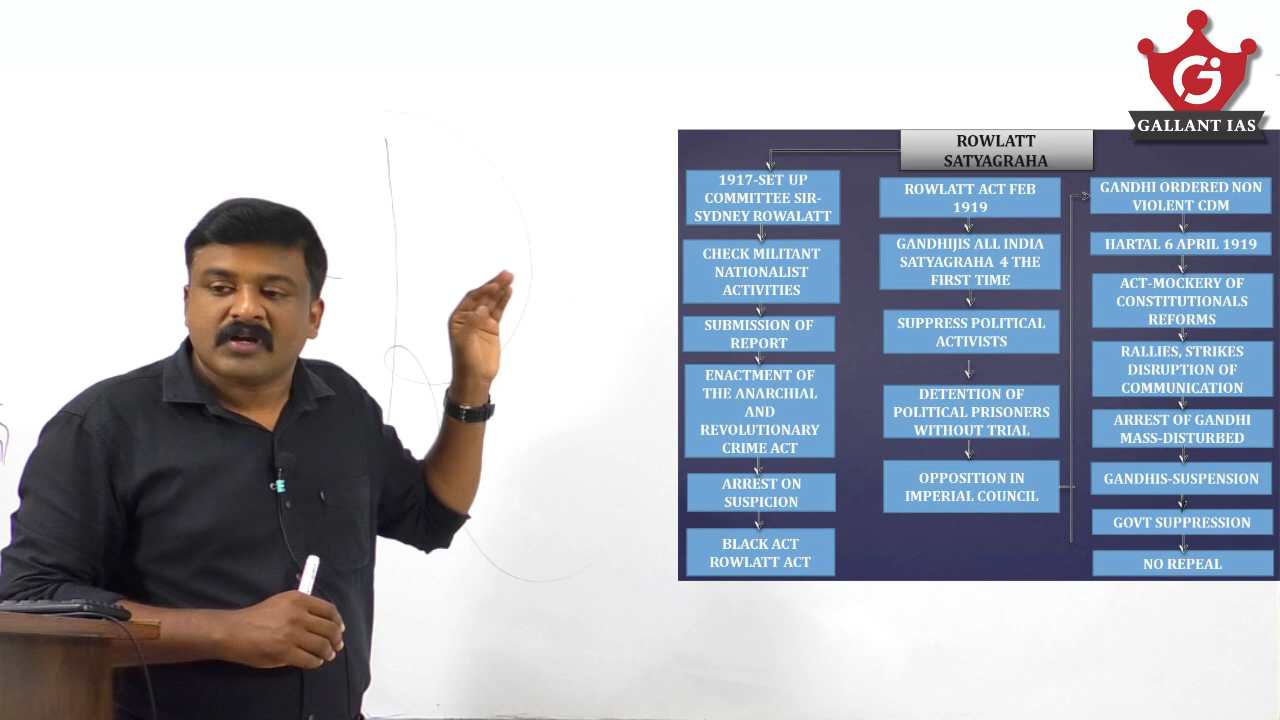 GALLANT IAS
ROWLATT
SATYAGRAHA
1917-SET UP
COMMITTEE SIR-
SYDNEY ROWALATT
CHECK MILITANT
NATIONALIST
ACTIVITIES
SUBMISSION OF
REPORT
ENACTMENT OF
THE ANARCHIAL
AND
REVOLUTIONARY
CRIME ACT
ARREST ON
SUSPICION
BLACK ACT
ROWLATT ACT
ROWLATT ACT FEB
1919
GANDHIJIS ALL INDIA
SATYAGRAHA 4 THE
FIRST TIME
SUPPRESS POLITICAL
ACTIVISTS
DETENTION OF
POLITICAL PRISONERS
WITHOUT TRIAL
OPPOSITION IN
IMPERIAL COUNCIL
GANDHI ORDERED NON
VIOLENT CDM
HARTAL 6 APRIL 1919
ACT-MOCKERY OF
CONSTITUTIONALS
REFORMS
RALLIES, STRIKES
DISRUPTION OF
COMMUNICATION
ARREST OF GANDHI
MASS-DISTURBED
GANDHIS-SUSPENSION
GOVT SUPPRESSION
NO REPEAL